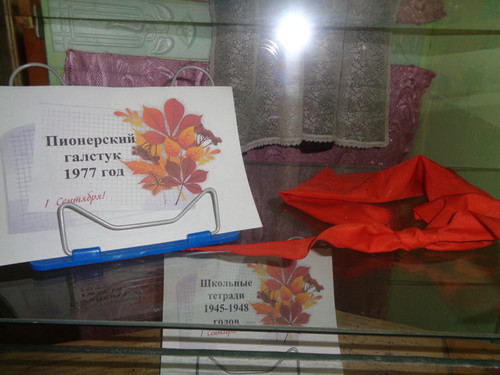 Пионерский
галстук
1977 год
1 Сентября!
Школьные
тетради
1945-1948
годов
1 Сентября!